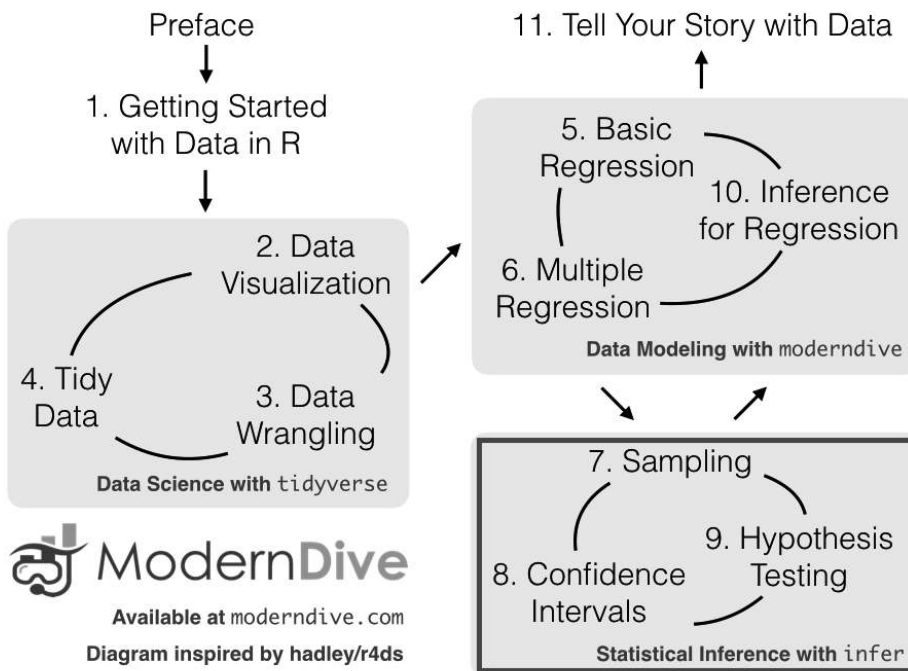 Preface
1. Getting Started
with Data in R
2. Data
Visualization
4. Tidy
Data
3. Data
Wrangling
Data Science with tidyverse
ModernDive
Available at moderndive.com
Diagram inspired by hadley/r4ds
11. Tell Your Story with Data
5. Basic
Regression
10. Inference
for Regression
6. Multiple
Regression
Data Modeling with moderndive
7. Sampling
9. Hypothesis
Testing
8. Confidence
Intervals
Statistical Inference with infer